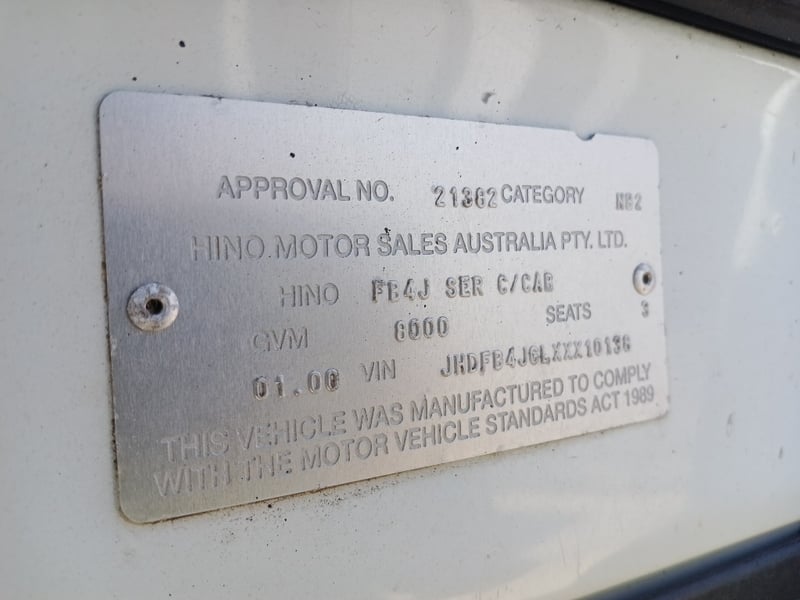 APPROVAL NO. 21362 CATEGORY NB2
HINO MOTOR SALES AUSTRALIA PTY. LTD.
HINO FB4J SER C/CAB
GVM 6000 SEATS 3
01.00 VIN JHDFB4JGLXXX10136
THIS VEHICLE WAS MANUFACTURED TO COMPLY
WITH THE MOTOR VEHICLE STANDARDS ACT 1989